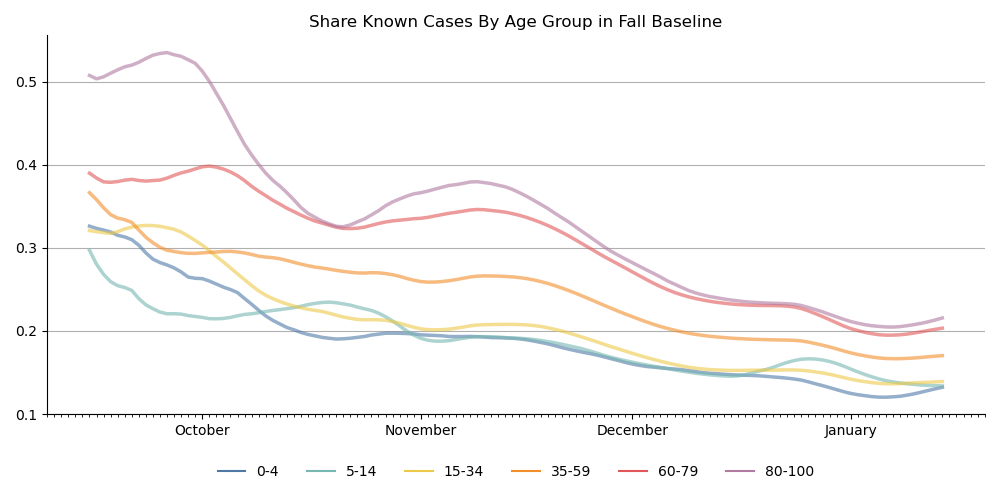 Share Known Cases By Age Group in Fall Baseline
0.5
0.4
0.3
0.2
0.1
October November December January
0-4 5-14 15-34 35-59 60-79 80-100